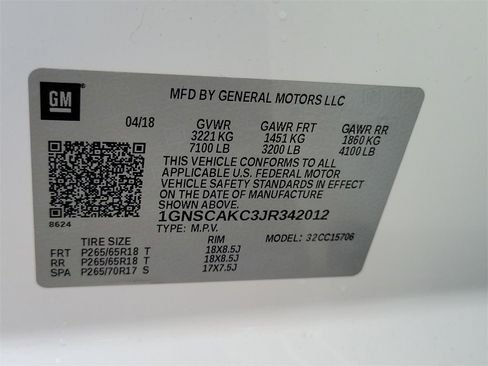 GM
MFD BY GENERAL MOTORS LLC
04/18 GVWR GAWR FRT GAWR RR
3221 KG 1451 KG 1860 KG
7100 LB 3200 LB 4100 LB
THIS VEHICLE CONFORMS TO ALL
APPLICABLE U.S. FEDERAL MOTOR
VEHICLE SAFETY STANDARDS IN EFFECT
ON THE DATE OF MANUFACTURE
SHOWN ABOVE.
8624 1GNSCAKC3JR342012
TYPE: M.P.V. MODEL: 32CC15706
TIRE SIZE RIM
FRT P265/65R18 T 18X8.5J
RR P265/65R18 T 18X8.5J
SPA P265/70R17 S 17X7.5J